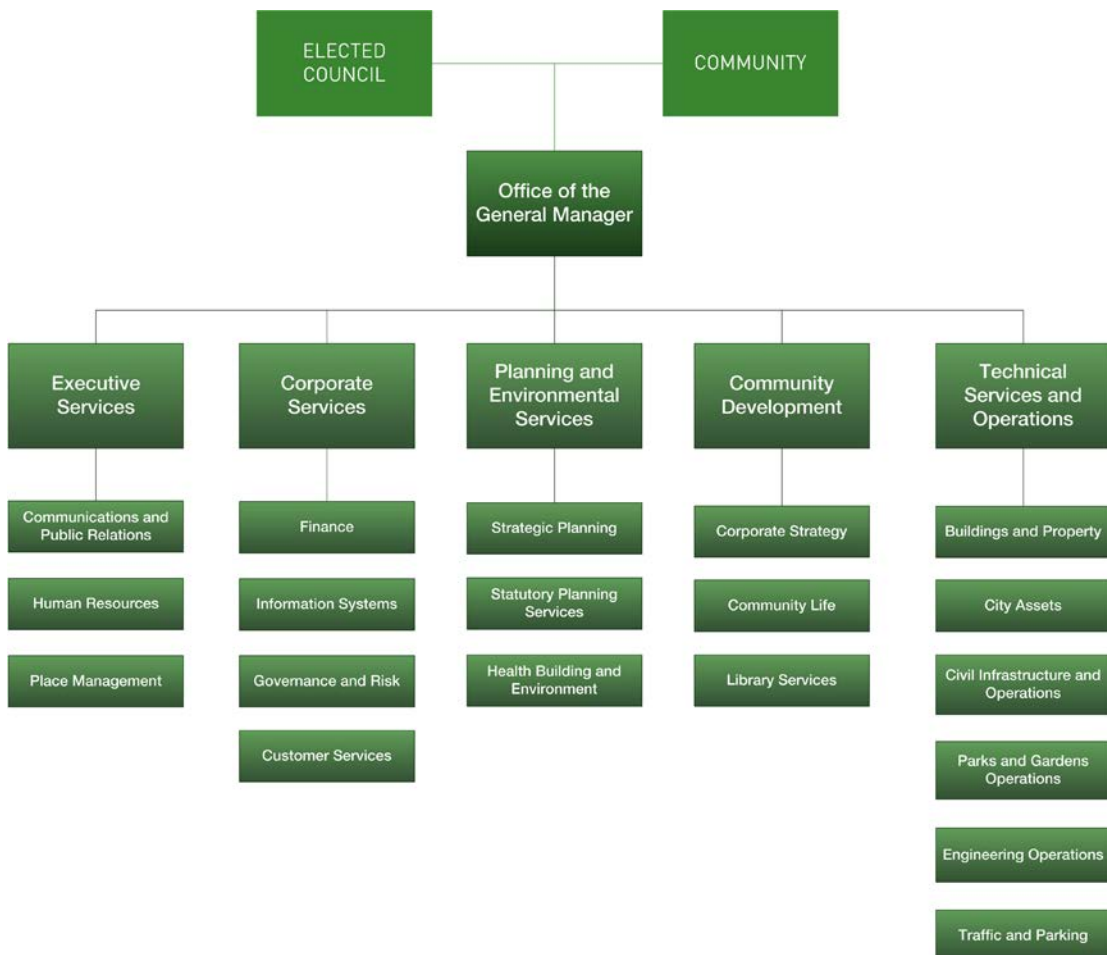 ELECTED
COUNCIL
COMMUNITY
Office of the
General Manager
Executive
Services
Corporate
Services
Planning and
Environmental
Services
Community
Development
Technical
Services and
Operations
Communications and
Public Relations
Human Resources
Place Management
Finance
Information Systems
Governance and Risk
Customer Services
Strategic Planning
Statutory Planning
Services
Health Building and
Environment
Corporate Strategy
Community Life
Library Services
Buildings and Property
City Assets
Civil Infrastructure and
Operations
Parks and Gardens
Operations
Engineering Operations
Traffic and Parking